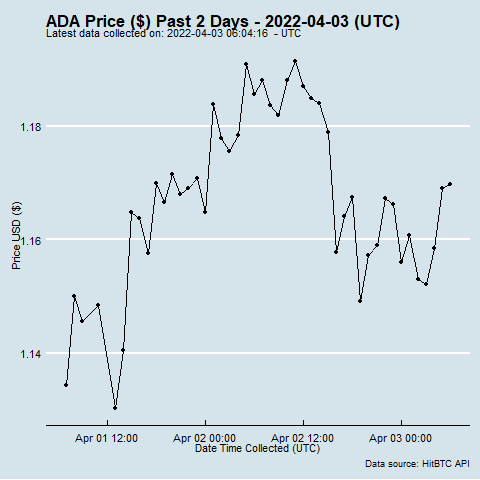 ADA Price ($) Past 2 Days - 2022-04-03 (UTC)
Latest data collected on: 2022-04-03 06:04:16 - UTC
1.18
1.16
1.14
Price USD ($)
Apr 01 12:00
Apr 02 00:00
Apr 02 12:00
Apr 03 00:00
Date Time Collected (UTC)
Data source: HitBTC API